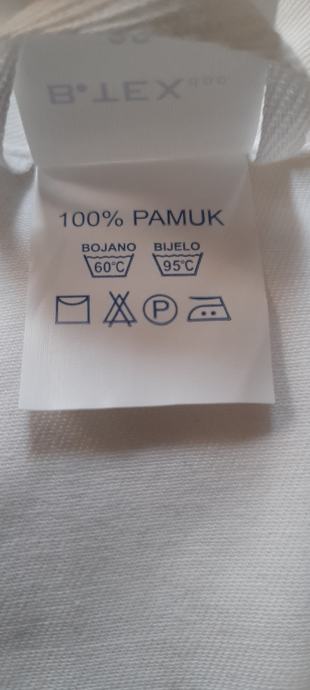 B.TEX d.o.o.
100% PAMUK
BOJANO BIJELO
60°C 95°C
P